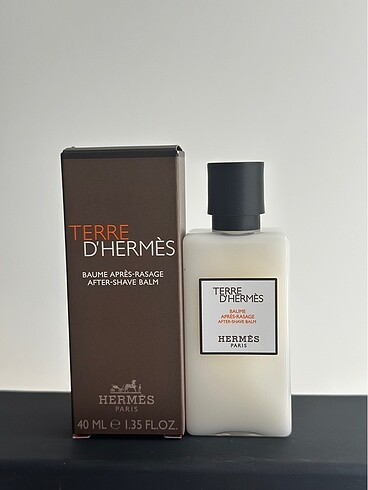 TERRE
D'HERMÈS
BAUME APRÈS-RASAGE
AFTER-SHAVE BALM
HERMÈS
PARIS
40 ML ℮ 1.35 FL.OZ.
TERRE
D'HERMÈS
BAUME
APRÈS-RASAGE
AFTER-SHAVE BALM
HERMÈS
PARIS